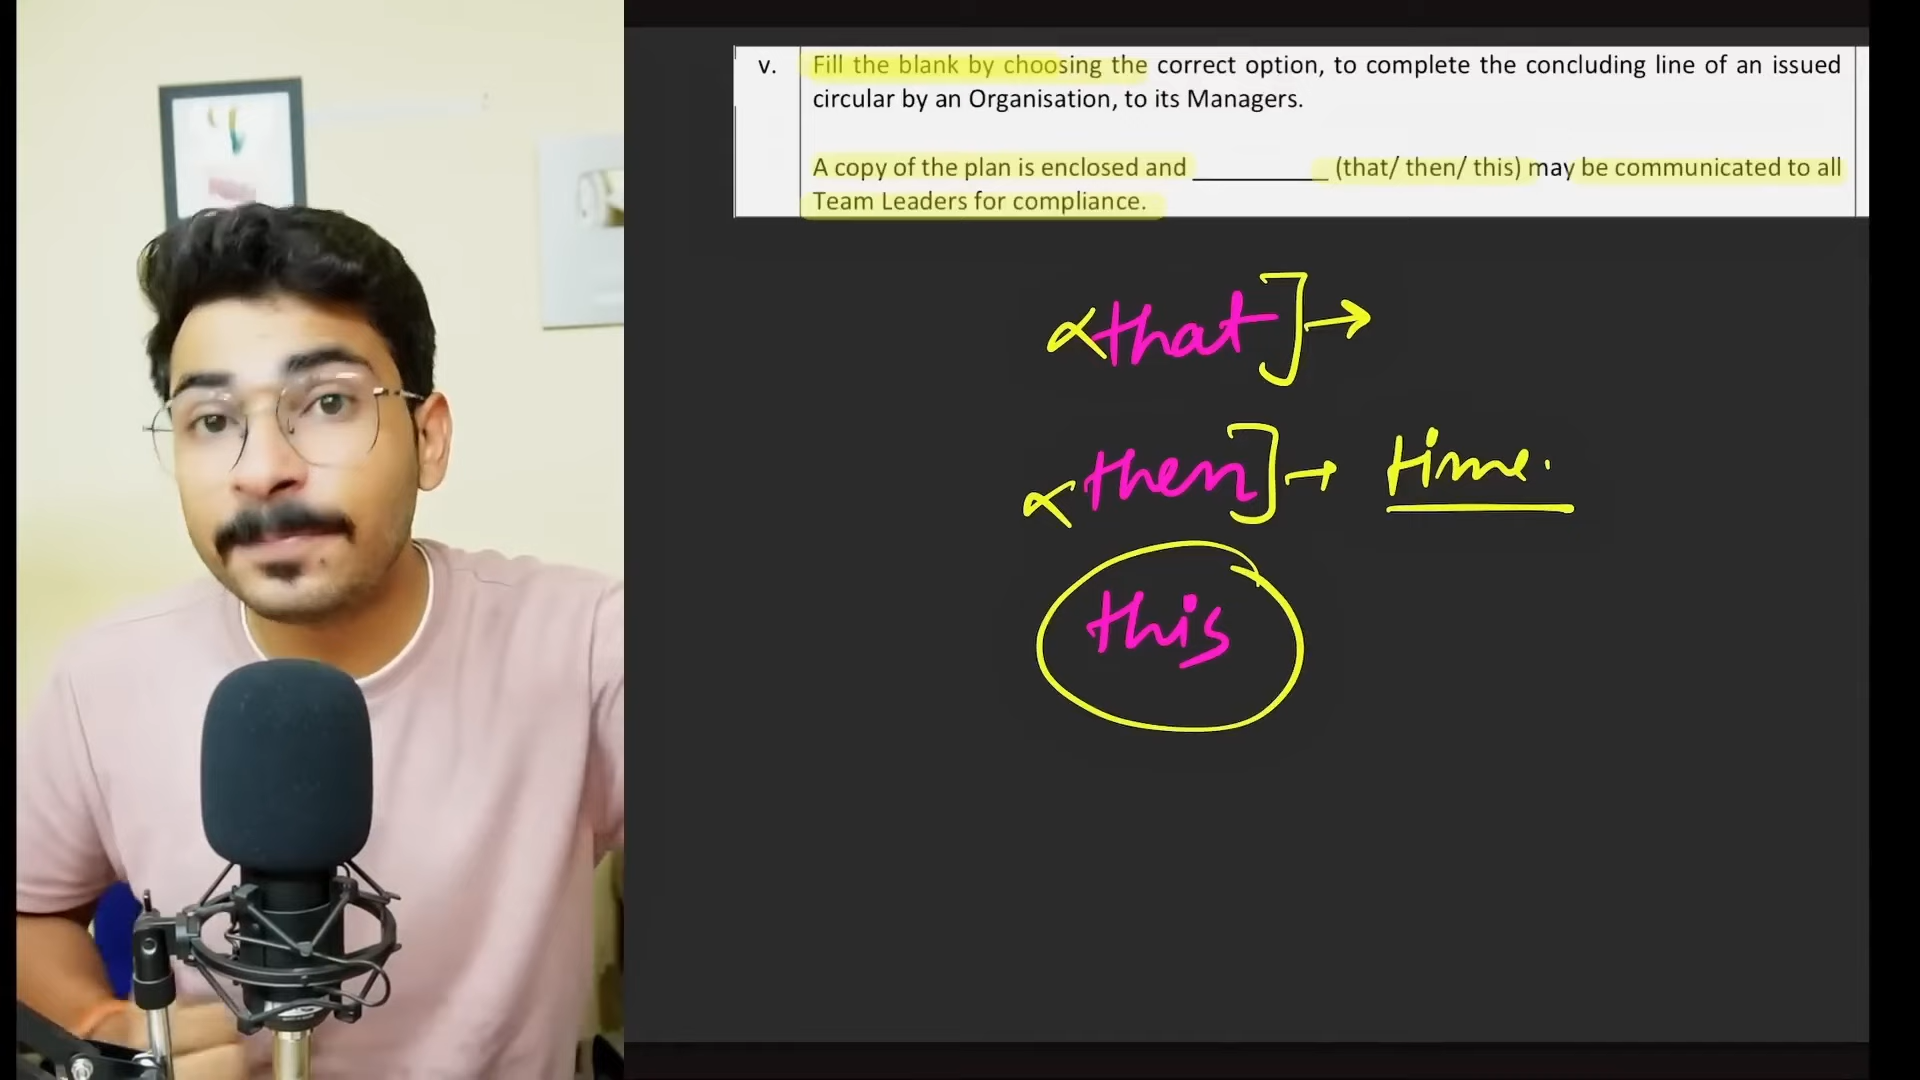 v. Fill the blank by choosing the correct option, to complete the concluding line of an issued
circular by an Organisation, to its Managers.
A copy of the plan is enclosed and __________ (that/ then/ this) may be communicated to all
Team Leaders for compliance.
that
then → time.
this